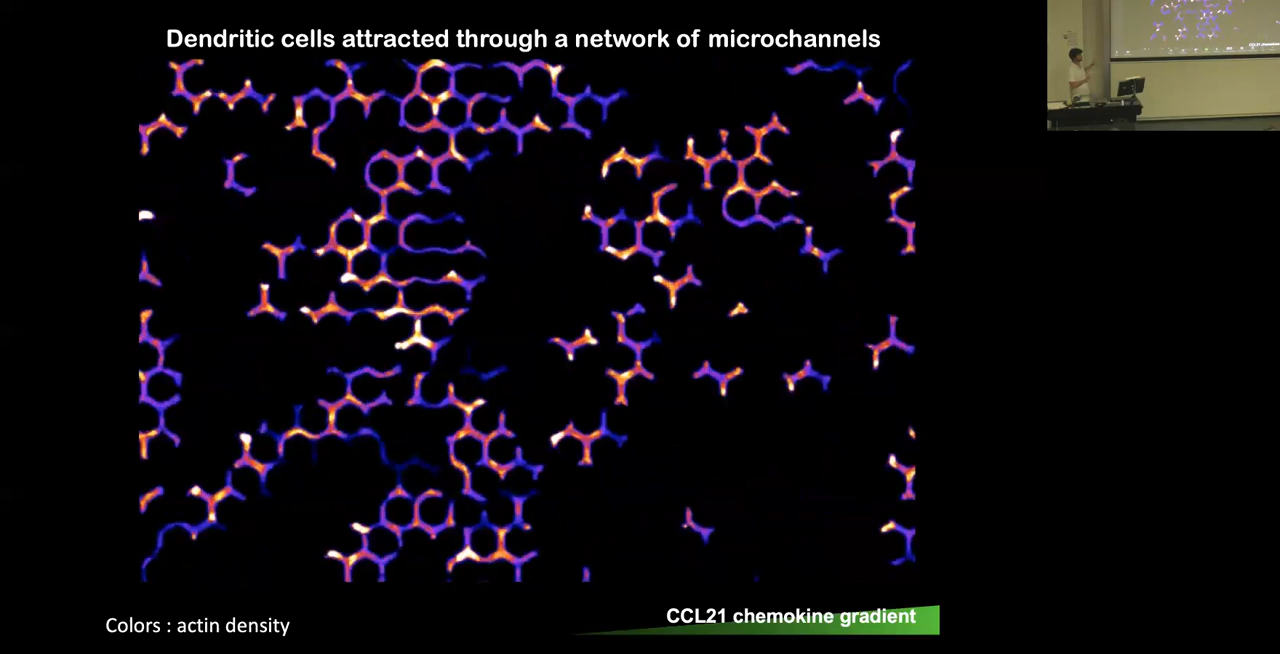 Dendritic cells attracted through a network of microchannels
CCL21 chemokine gradient
Colors : actin density